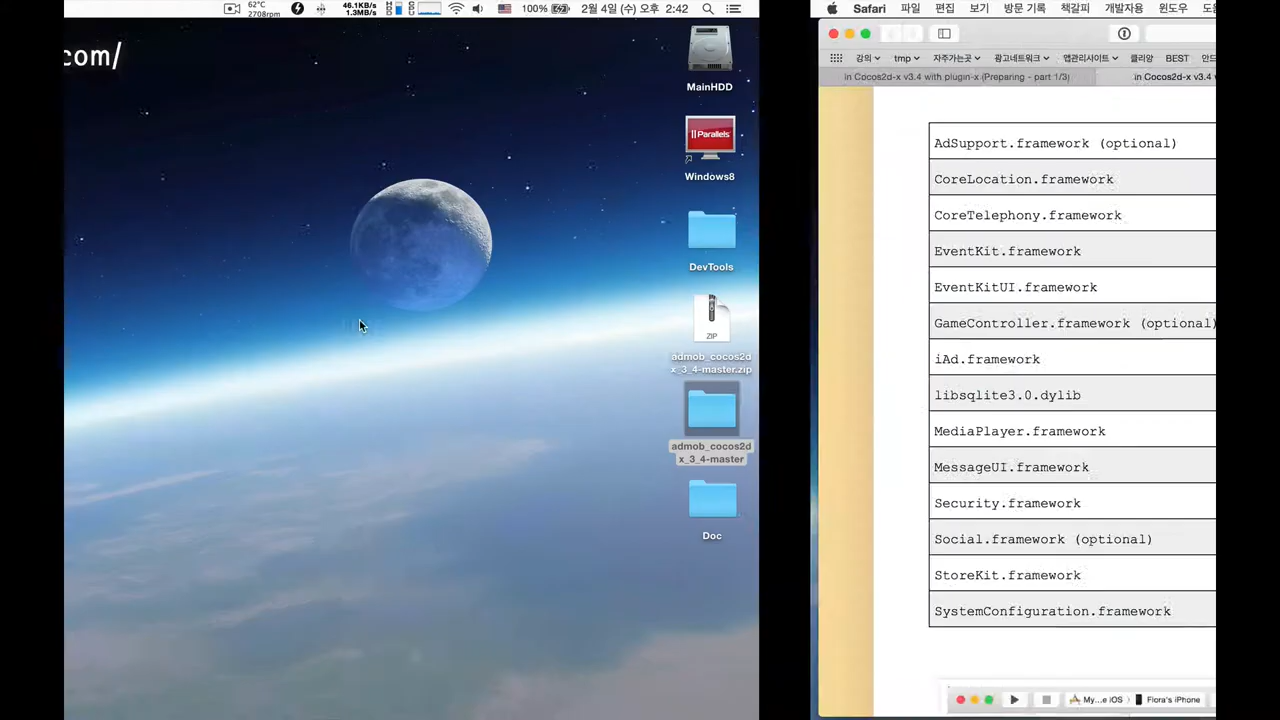 62°C
2708rpm
46.1KB/s
1.3MB/s
100%
2월 4일 (수) 오후 2:42
com/
MainHDD
Parallels
Windows8
DevTools
ZIP
admob_cocos2d
x_3_4-master.zip
admob_cocos2d
x_3_4-master
Doc
Safari 파일 편집 보기 방문 기록 책갈피 개발자용 윈도우 도
강의 tmp 자주가는곳 광고네트워크 앱관리사이트 클리앙 BEST 안드
in Cocos2d-x v3.4 with plugin-x (Preparing - part 1/3) in Cocos2d-x v3.4 w
AdSupport.framework (optional)
CoreLocation.framework
CoreTelephony.framework
EventKit.framework
EventKitUI.framework
GameController.framework (optional)
iAd.framework
libsqlite3.0.dylib
MediaPlayer.framework
MessageUI.framework
Security.framework
Social.framework (optional)
StoreKit.framework
SystemConfiguration.framework
My...e iOS Flora's iPhone